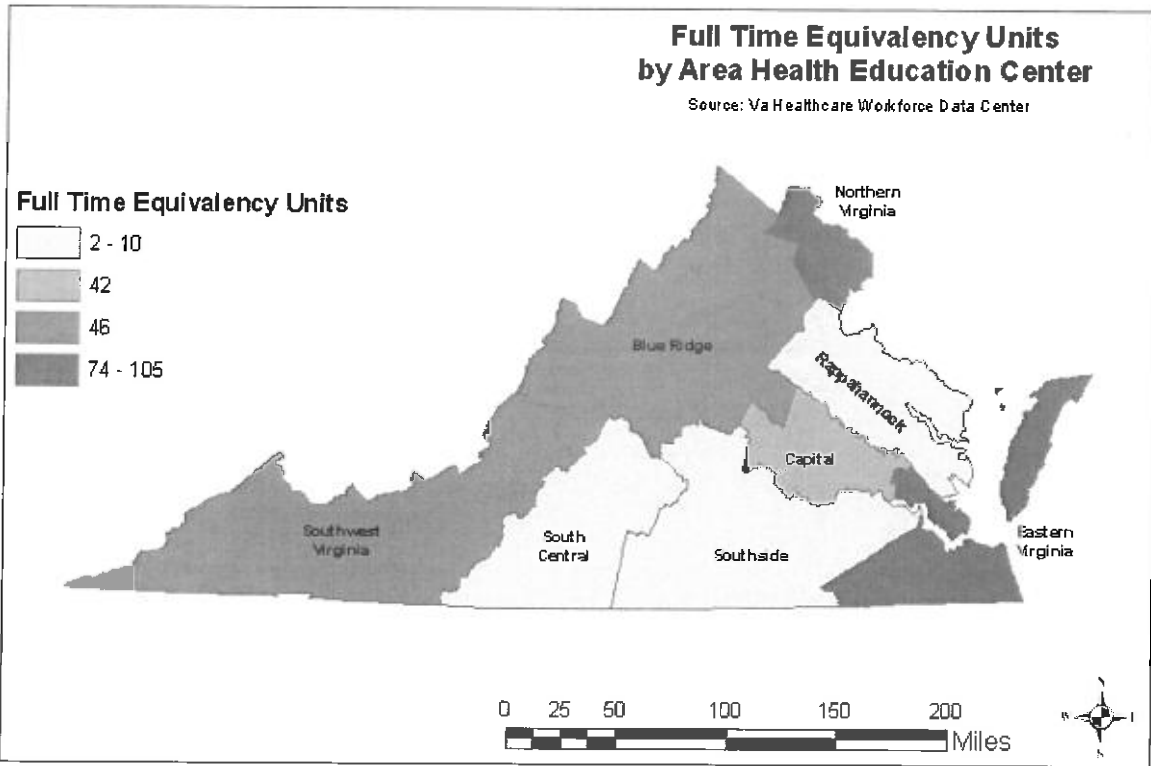 Full Time Equivalency Units
by Area Health Education Center
Source: Va Healthcare Workforce Data Center
Full Time Equivalency Units
2 - 10
42
46
74 - 105
Northern
Virginia
Blue Ridge
Rappahannock
Capital
Southwest
Virginia
South
Central
Southside
Eastern
Virginia
0 25 50 100 150 200
Miles
N
S